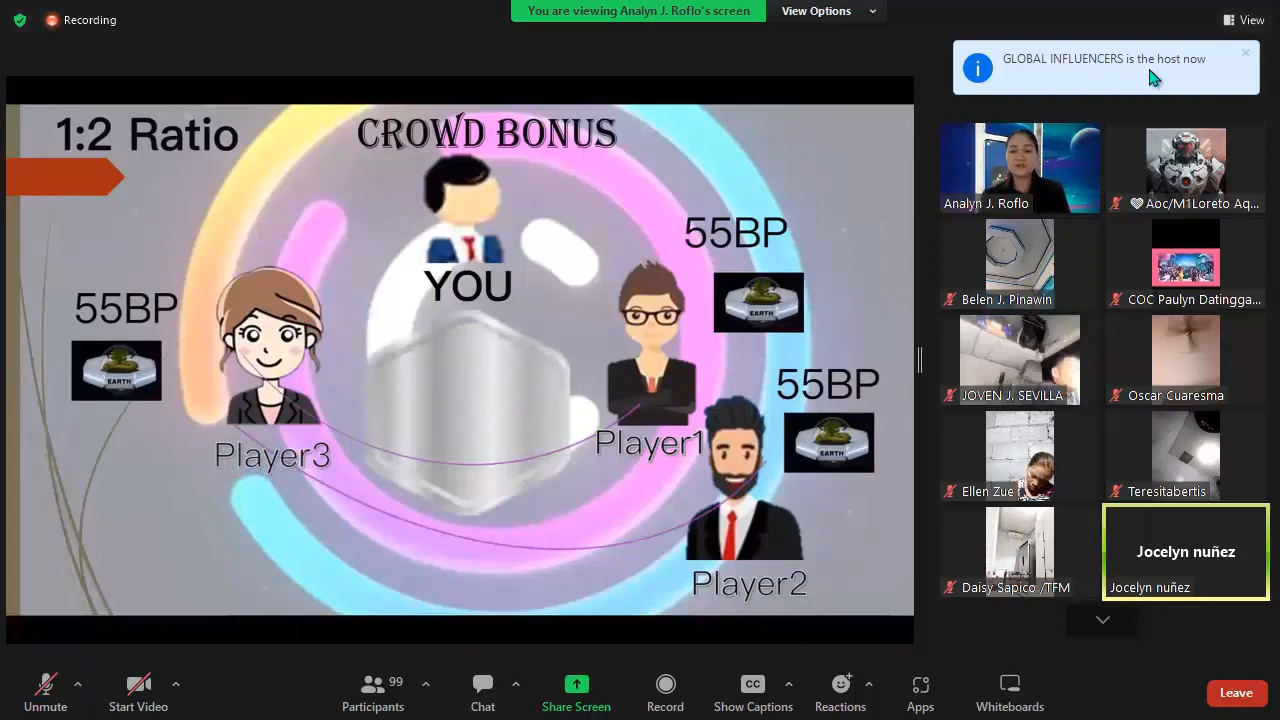 Recording
You are viewing Analyn J. Roflo's screen
View Options
View
GLOBAL INFLUENCERS is the host now
1:2 Ratio
CROWD BONUS
YOU
55BP
EARTH
55BP
EARTH
55BP
EARTH
Player3
Player1
Player2
Analyn J. Roflo
Aoc/M1Loreto Aq...
Belen J. Pinawin
COC Paulyn Datingga...
JOVEN J. SEVILLA
Oscar Cuaresma
Ellen Zue
Teresitabertis
Daisy Sapico /TFM
Jocelyn nuñez
Jocelyn nuñez
Unmute
Start Video
99
Participants
Chat
Share Screen
Record
CC
Show Captions
Reactions
Apps
Whiteboards
Leave